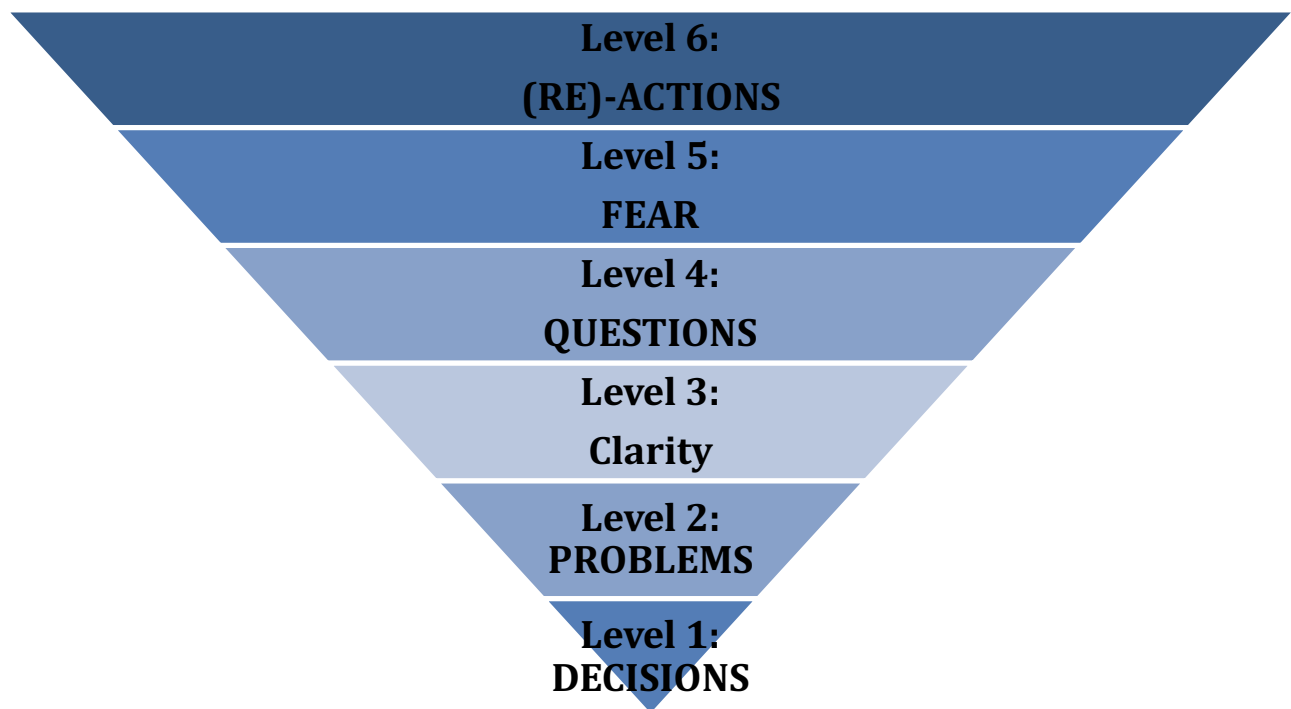 Level 6:
(RE)-ACTIONS
Level 5:
FEAR
Level 4:
QUESTIONS
Level 3:
Clarity
Level 2:
PROBLEMS
Level 1:
DECISIONS